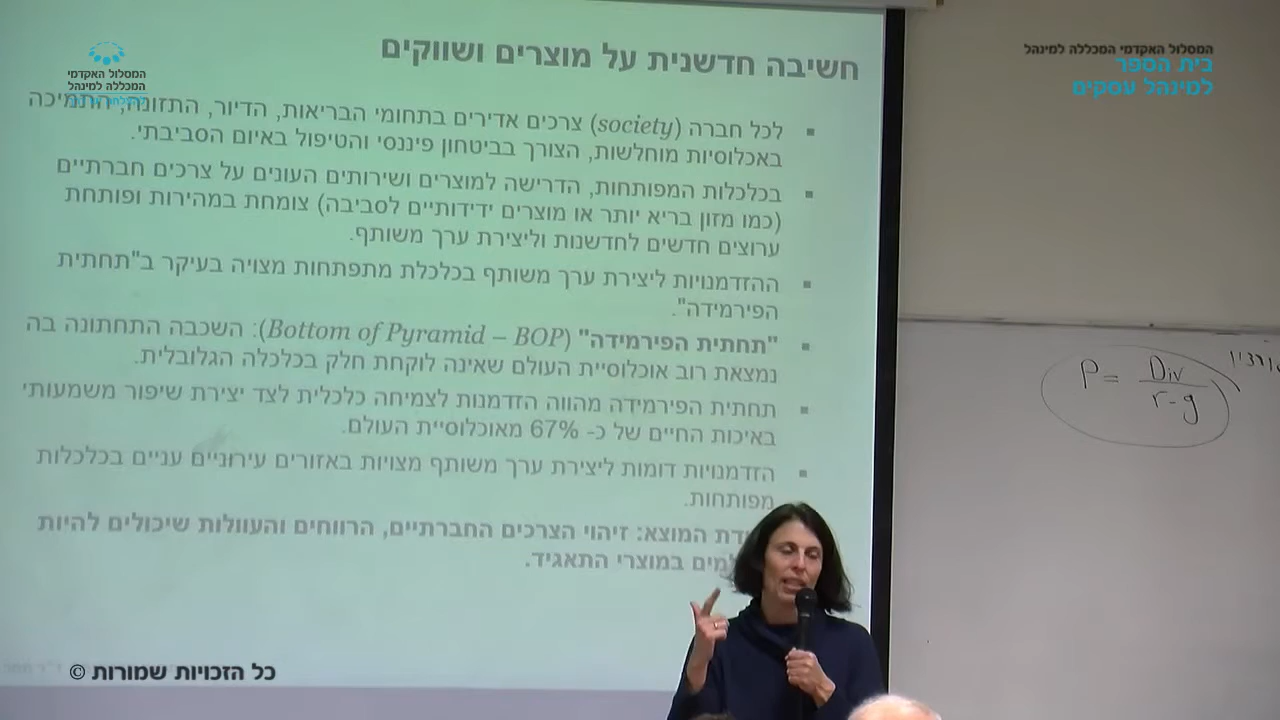 חשיבה חדשנית על מוצרים ושווקים
לכל חברה (society) צרכים אדירים בתחומי הבריאות, הדיור, התזונה, התמיכה
באכלוסיות מוחלשות, הצורך בביטחון פיננסי והטיפול באיום הסביבתי.
בכלכלות המפותחות, הדרישה למוצרים ושירותים העונים על צרכים חברתיים
(כמו מזון בריא יותר או מוצרים ידידותיים לסביבה) צומחת במהירות ופותחת
ערוצים חדשים לחדשנות וליצירת ערך משותף.
ההזדמנויות ליצירת ערך משותף בכלכלת מתפתחות מצויה בעיקר ב"תחתית
הפירמידה".
"תחתית הפירמידה" (Bottom of Pyramid – BOP): השכבה התחתונה בה
נמצאת רוב אוכלוסיית העולם שאינה לוקחת חלק בכלכלה הגלובלית.
תחתית הפירמידה מהווה הזדמנות לצמיחה כלכלית לצד יצירת שיפור משמעותי
באיכות החיים של כ- 67% מאוכלוסיית העולם.
הזדמנויות דומות ליצירת ערך משותף מצויות באזורים עירוניים עניים בכלכלות
מפותחות.
המוצא: זיהוי הצרכים החברתיים, הרווחים והעוולות שיכולים להיות
במוצרי התאגיד.
המסלול האקדמי
המכללה למינהל
המסלול האקדמי המכללה למינהל
בית הספר
למינהל עסקים
P = Div
r - g
כל הזכויות שמורות ©